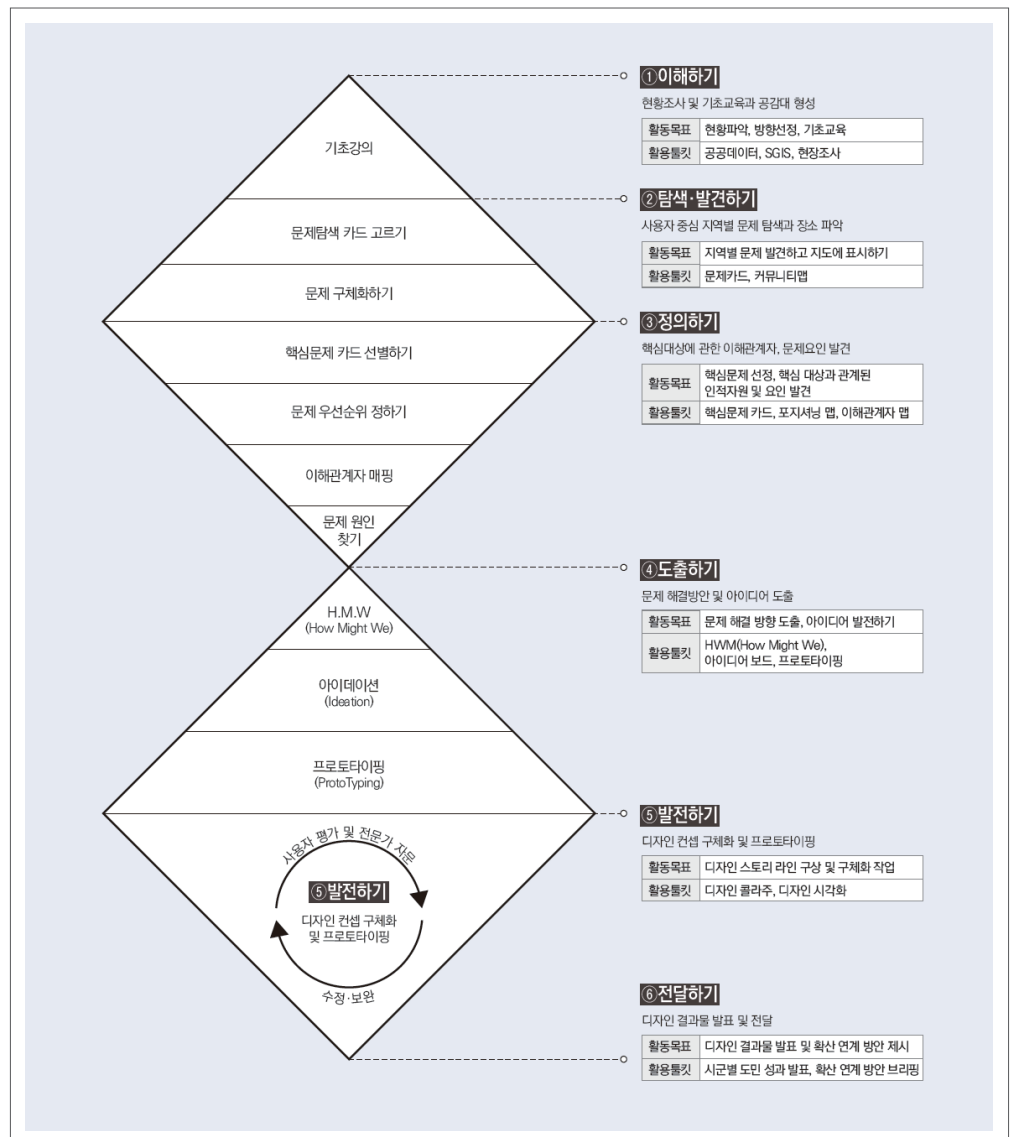 기초강의
문제탐색 카드 고르기
문제 구체화하기
핵심문제 카드 선별하기
문제 우선순위 정하기
이해관계자 매핑
문제 원인
찾기
H.M.W
(How Might We)
아이데이션
(Ideation)
프로토타이핑
(ProtoTyping)
사용자 평가 및 전문가 자문
⑤발전하기
디자인 컨셉 구체화
및 프로토타이핑
수정·보완
①이해하기
현황조사 및 기초교육과 공감대 형성
활동목표 현황파악, 방향선정, 기초교육
활용툴킷 공공데이터, SGIS, 현장조사
②탐색·발견하기
사용자 중심 지역별 문제 탐색과 장소 파악
활동목표 지역별 문제 발견하고 지도에 표시하기
활용툴킷 문제카드, 커뮤니티맵
③정의하기
핵심대상에 관한 이해관계자, 문제요인 발견
활동목표 핵심문제 선정, 핵심 대상과 관계된
인적자원 및 요인 발견
활용툴킷 핵심문제 카드, 포지셔닝 맵, 이해관계자 맵
④도출하기
문제 해결방안 및 아이디어 도출
활동목표 문제 해결 방향 도출, 아이디어 발전하기
활용툴킷 HWM(How Might We),
아이디어 보드, 프로토타이핑
⑤발전하기
디자인 컨셉 구체화 및 프로토타이핑
활동목표 디자인 스토리 라인 구상 및 구체화 작업
활용툴킷 디자인 콜라주, 디자인 시각화
⑥전달하기
디자인 결과물 발표 및 전달
활동목표 디자인 결과물 발표 및 확산 연계 방안 제시
활용툴킷 시군별 도민 성과 발표, 확산 연계 방안 브리핑